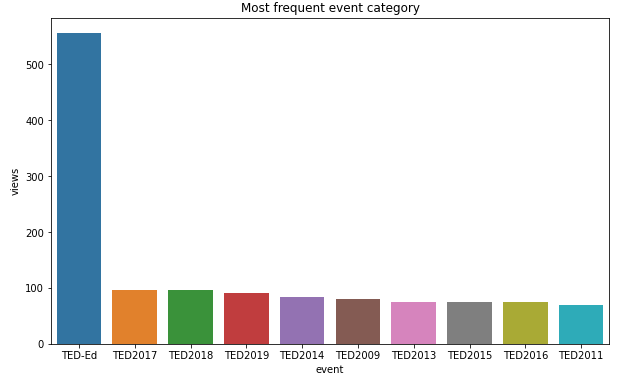 Most frequent event category
views
500
400
300
200
100
0
TED-Ed TED2017 TED2018 TED2019 TED2014 TED2009 TED2013 TED2015 TED2016 TED2011
event